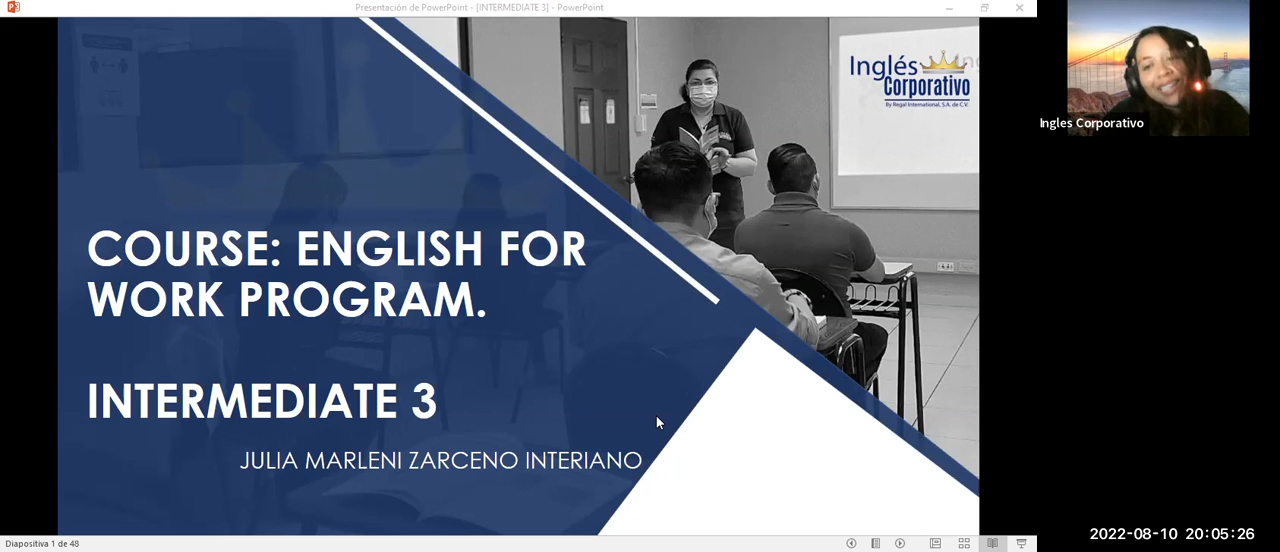 Presentación de PowerPoint - [INTERMEDIATE 3] - PowerPoint
Inglés
Corporativo
By Regal International, S.A. de C.V.
Ingles Corporativo
COURSE: ENGLISH FOR
WORK PROGRAM.
INTERMEDIATE 3
JULIA MARLENI ZARCENO INTERIANO
Diapositiva 1 de 48
2022-08-10 20:05:26